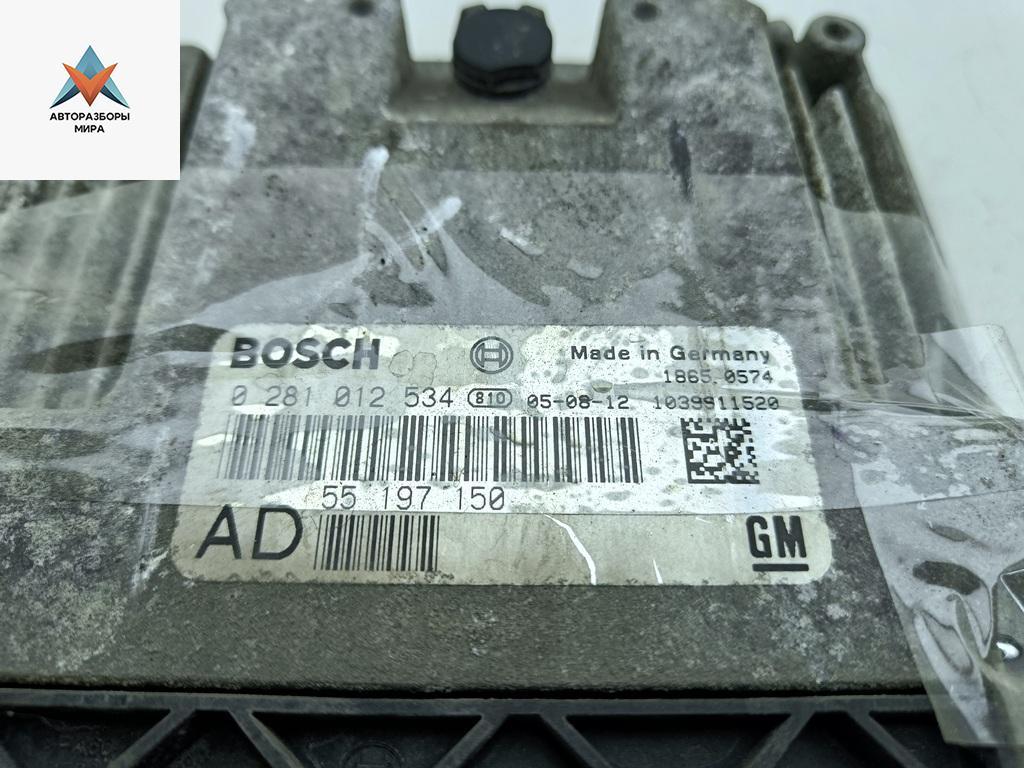 АВТОРАЗБОРЫ
МИРА
BOSCH
Made in Germany
1865.0574
0 281 012 534 810 05-08-12 1039911520
55 197 150
AD
GM